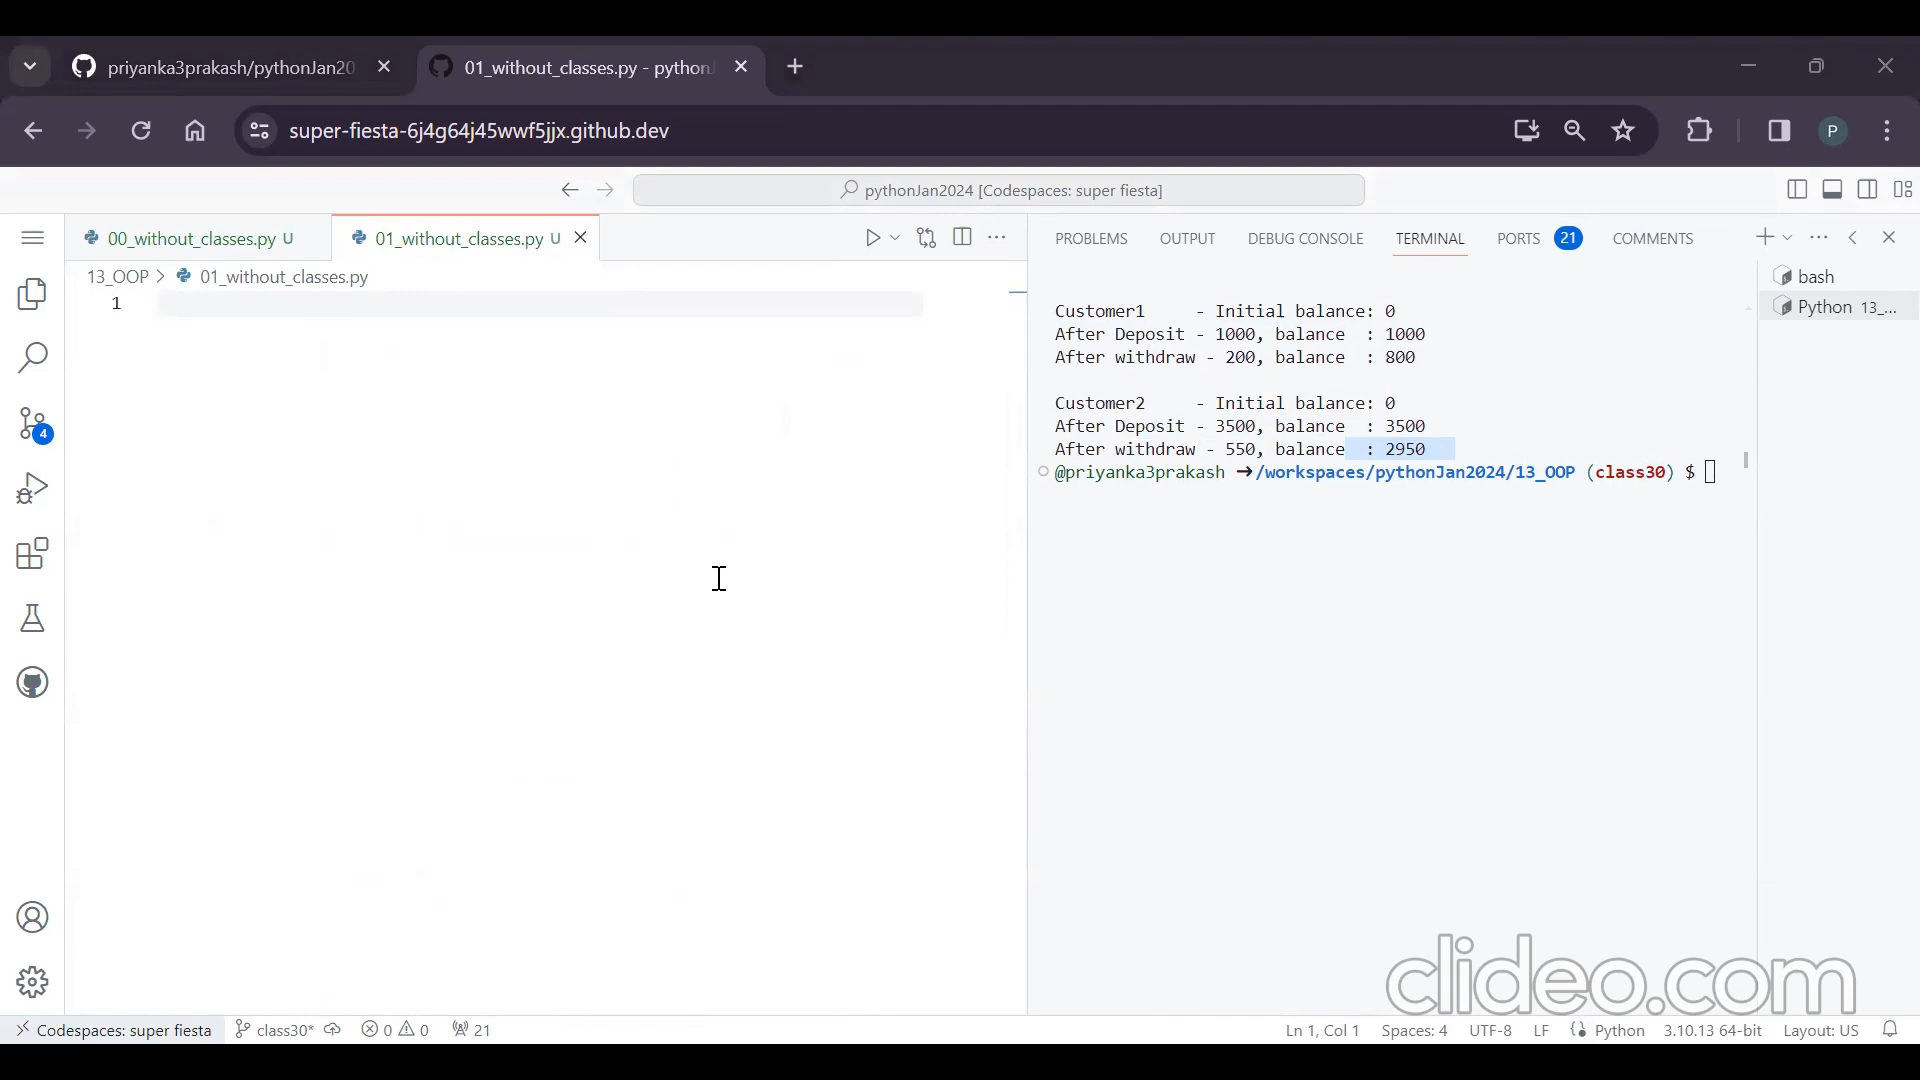 priyanka3prakash/pythonJan20
01_without_classes.py - pythonJ
super-fiesta-6j4g64j45wwf5jjx.github.dev
P
pythonJan2024 [Codespaces: super fiesta]
00_without_classes.py U
01_without_classes.py U
PROBLEMS OUTPUT DEBUG CONSOLE TERMINAL PORTS 21 COMMENTS
13_OOP > 01_without_classes.py
1
bash
Python 13_...
Customer1     - Initial balance: 0
After Deposit - 1000, balance  : 1000
After withdraw - 200, balance  : 800
Customer2     - Initial balance: 0
After Deposit - 3500, balance  : 3500
After withdraw - 550, balance  : 2950
@priyanka3prakash ➜/workspaces/pythonJan2024/13_OOP (class30) $
4
clideo.com
Codespaces: super fiesta class30* 0 0 21 Ln 1, Col 1 Spaces: 4 UTF-8 LF Python 3.10.13 64-bit Layout: US